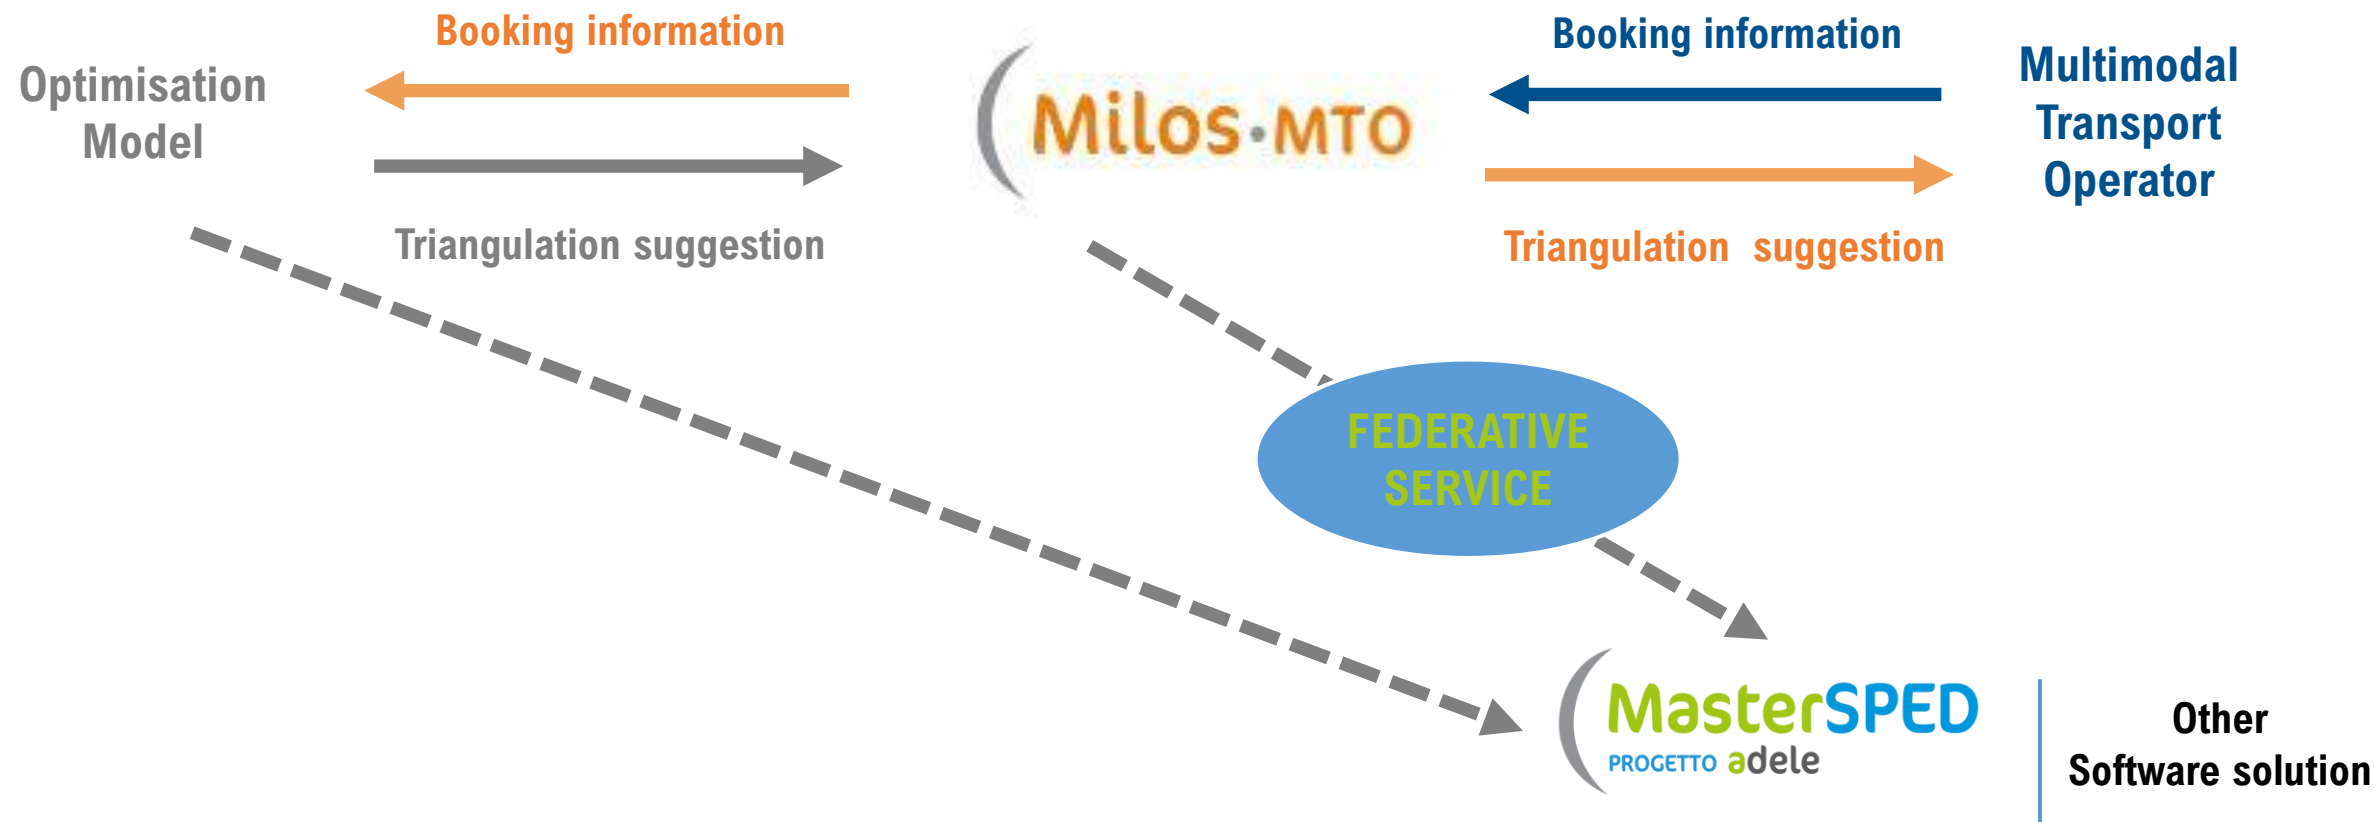 Booking information
Optimisation
Model
Triangulation suggestion
Milos·MTO
Booking information
Multimodal
Transport
Operator
Triangulation suggestion
FEDERATIVE
SERVICE
MasterSPED
PROGETTO adele
Other
Software solution